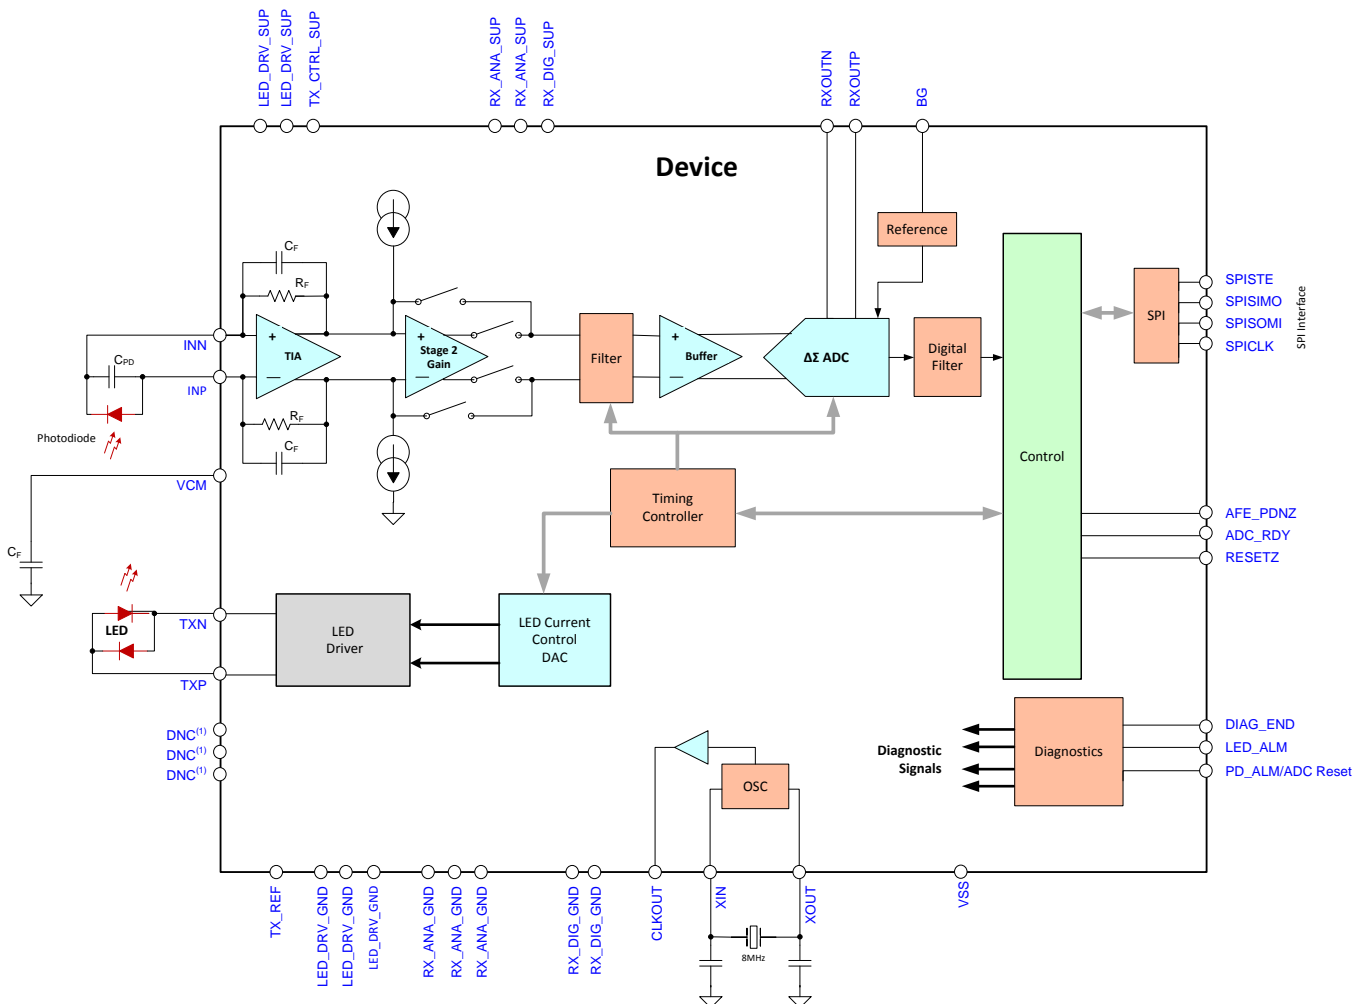 LED_DRV_SUP
LED_DRV_SUP
TX_CTRL_SUP
RX_ANA_SUP
RX_ANA_SUP
RX_DIG_SUP
RXOUTN
RXOUTP
BG
Device
Reference
CF
RF
INN
TIA
Stage 2
Gain
Filter
Buffer
ΔΣ ADC
Digital
Filter
Control
SPI
SPISTE
SPISIMO
SPISOMI
SPICLK
SPI Interface
CPD
INP
Photodiode
RF
CF
VCM
CF
Timing
Controller
AFE_PDNZ
ADC_RDY
RESETZ
TXN
LED
TXP
LED
Driver
LED Current
Control
DAC
DNC(1)
DNC(1)
DNC(1)
OSC
Diagnostic
Signals
Diagnostics
DIAG_END
LED_ALM
PD_ALM/ADC Reset
TX_REF
LED_DRV_GND
LED_DRV_GND
LED_DRV_GND
RX_ANA_GND
RX_ANA_GND
RX_ANA_GND
RX_DIG_GND
RX_DIG_GND
CLKOUT
XIN
XOUT
VSS
8MHz
+
+
+